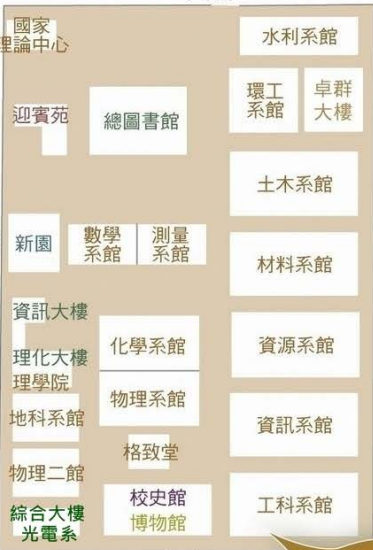 國家
理論中心
水利系館
環工
系館
卓群
大樓
迎賓苑
總圖書館
土木系館
新園
數學
系館
測量
系館
材料系館
資訊大樓
化學系館
資源系館
理化大樓
理學院
物理系館
地科系館
資訊系館
格致堂
物理二館
校史館
博物館
工科系館
綜合大樓
光電系